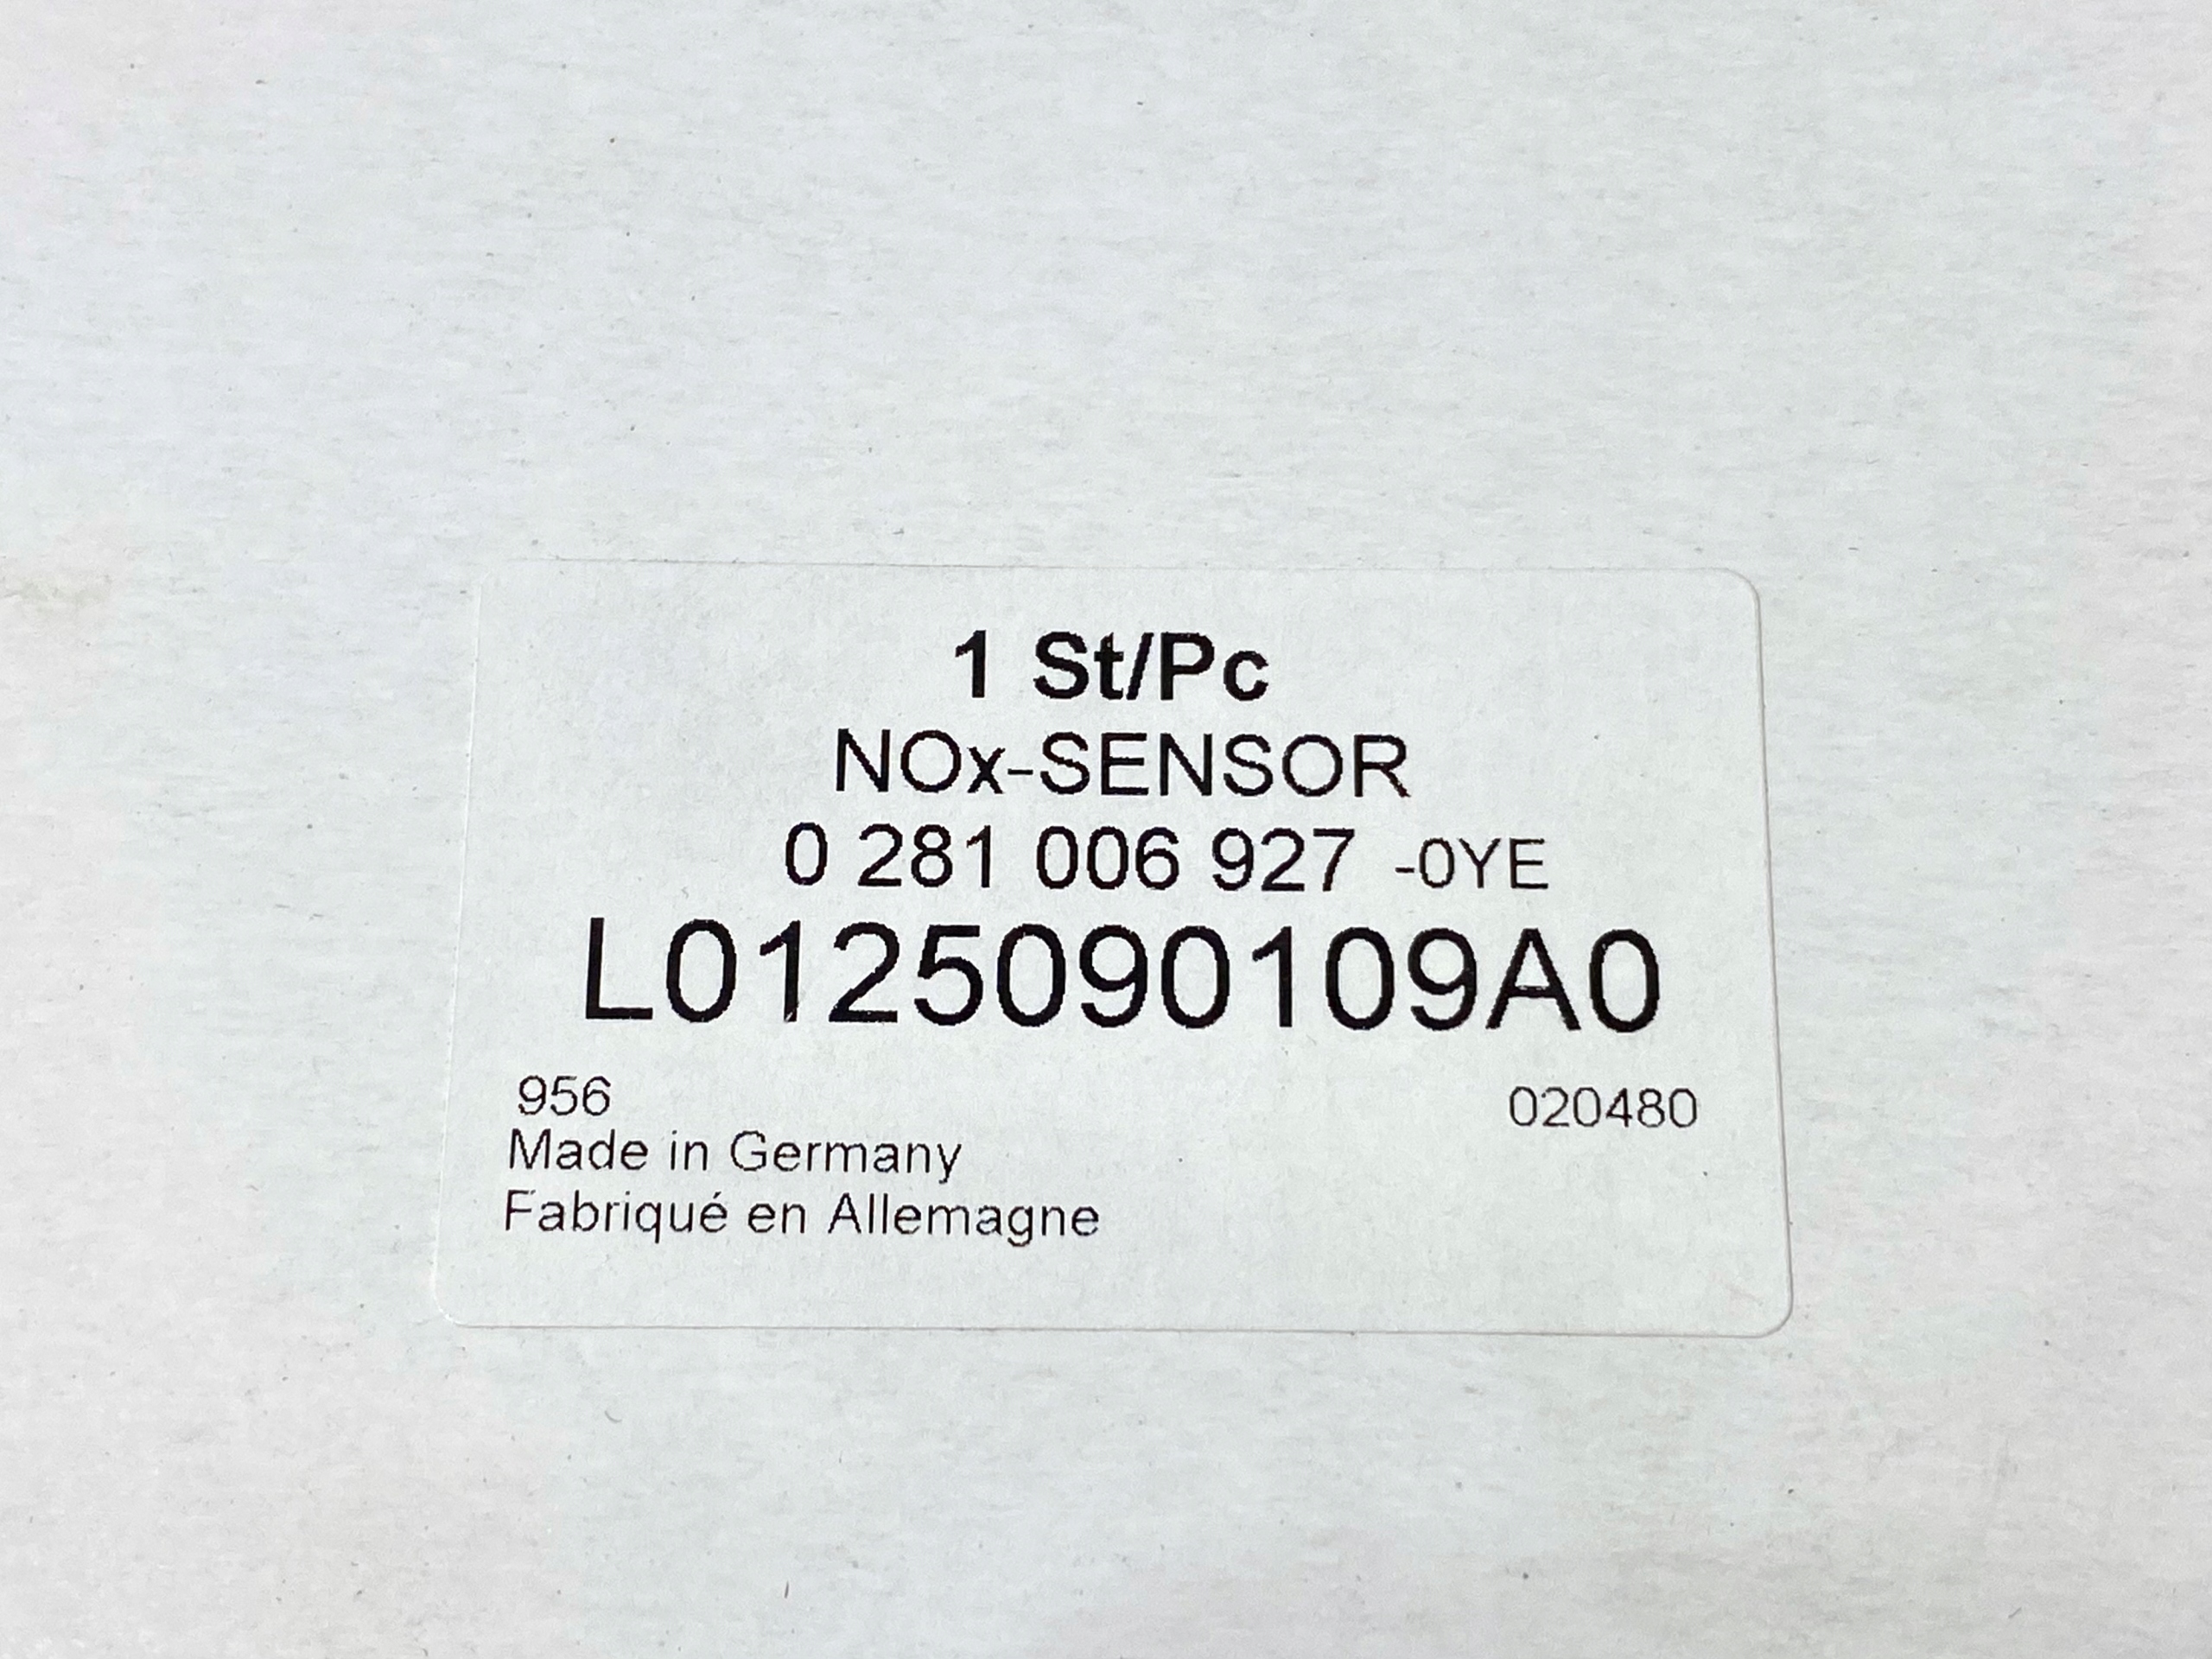 1 St/Pc
NOx-SENSOR
0 281 006 927 -0YE
L0125090109A0
956
020480
Made in Germany
Fabriqué en Allemagne